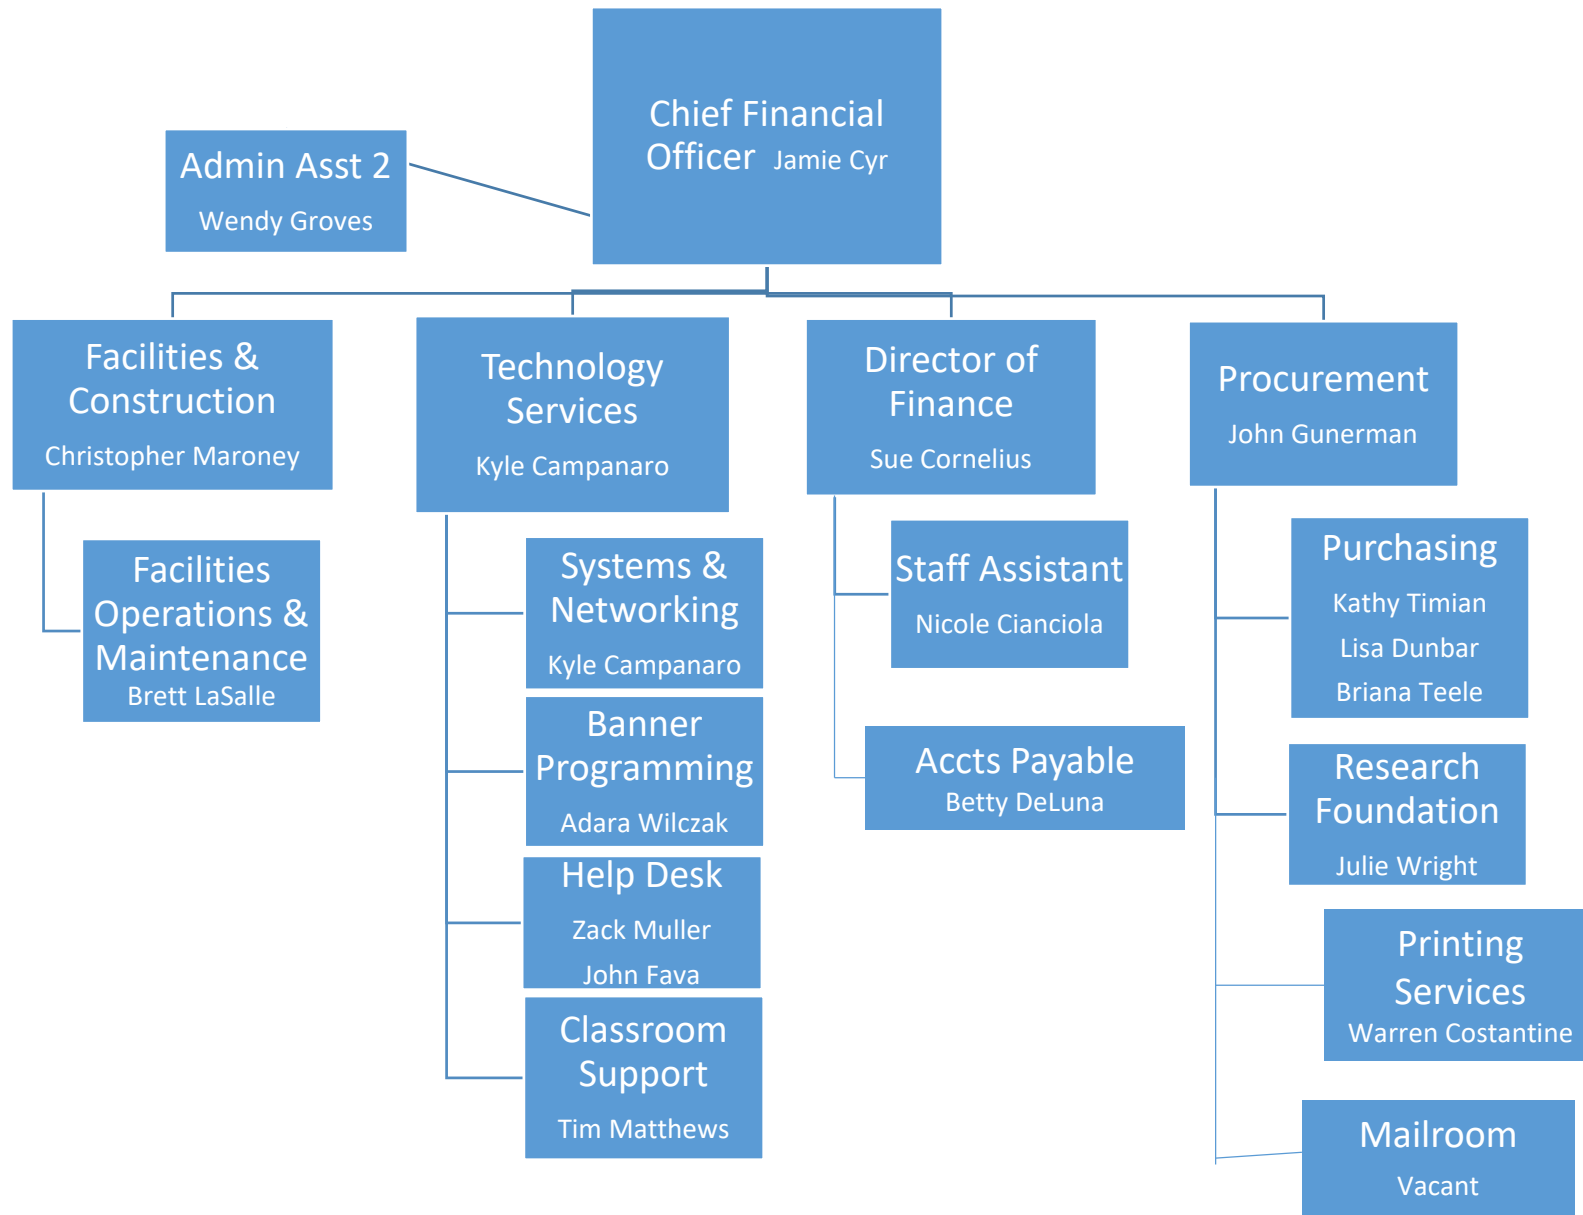 Chief Financial
Officer Jamie Cyr
Admin Asst 2
Wendy Groves
Facilities &
Construction
Christopher Maroney
Facilities
Operations &
Maintenance
Brett LaSalle
Technology
Services
Kyle Campanaro
Systems &
Networking
Kyle Campanaro
Banner
Programming
Adara Wilczak
Help Desk
Zack Muller
John Fava
Classroom
Support
Tim Matthews
Director of
Finance
Sue Cornelius
Staff Assistant
Nicole Cianciola
Accts Payable
Betty DeLuna
Procurement
John Gunerman
Purchasing
Kathy Timian
Lisa Dunbar
Briana Teele
Research
Foundation
Julie Wright
Printing
Services
Warren Costantine
Mailroom
Vacant